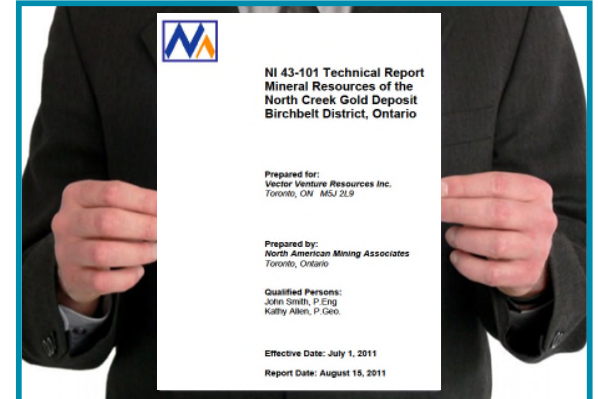 NI 43-101 Technical Report
Mineral Resources of the
North Creek Gold Deposit
Birchbelt District, Ontario
Prepared for:
Vector Venture Resources Inc.
Toronto, ON M5J 2L9
Prepared by:
North American Mining Associates
Toronto, Ontario
Qualified Persons:
John Smith, P.Eng
Kathy Allen, P.Geo.
Effective Date: July 1, 2011
Report Date: August 15, 2011